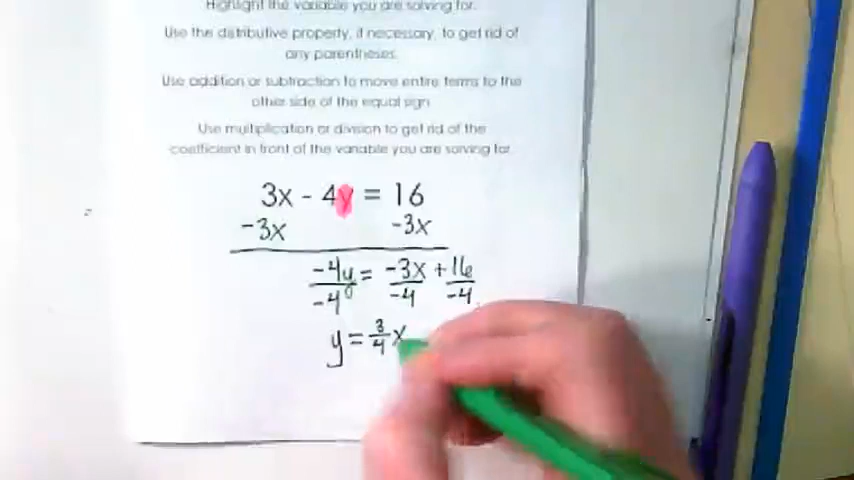 Highlight the variable you are solving for.
Use the distributive property, if necessary, to get rid of
any parentheses.
Use addition or subtraction to move entire terms to the
other side of the equal sign.
Use multiplication or division to get rid of the
coefficient in front of the variable you are solving for.
3x - 4y = 16
-3x -3x
-4y = -3x + 16
-4 -4 -4
y = 3/4 x